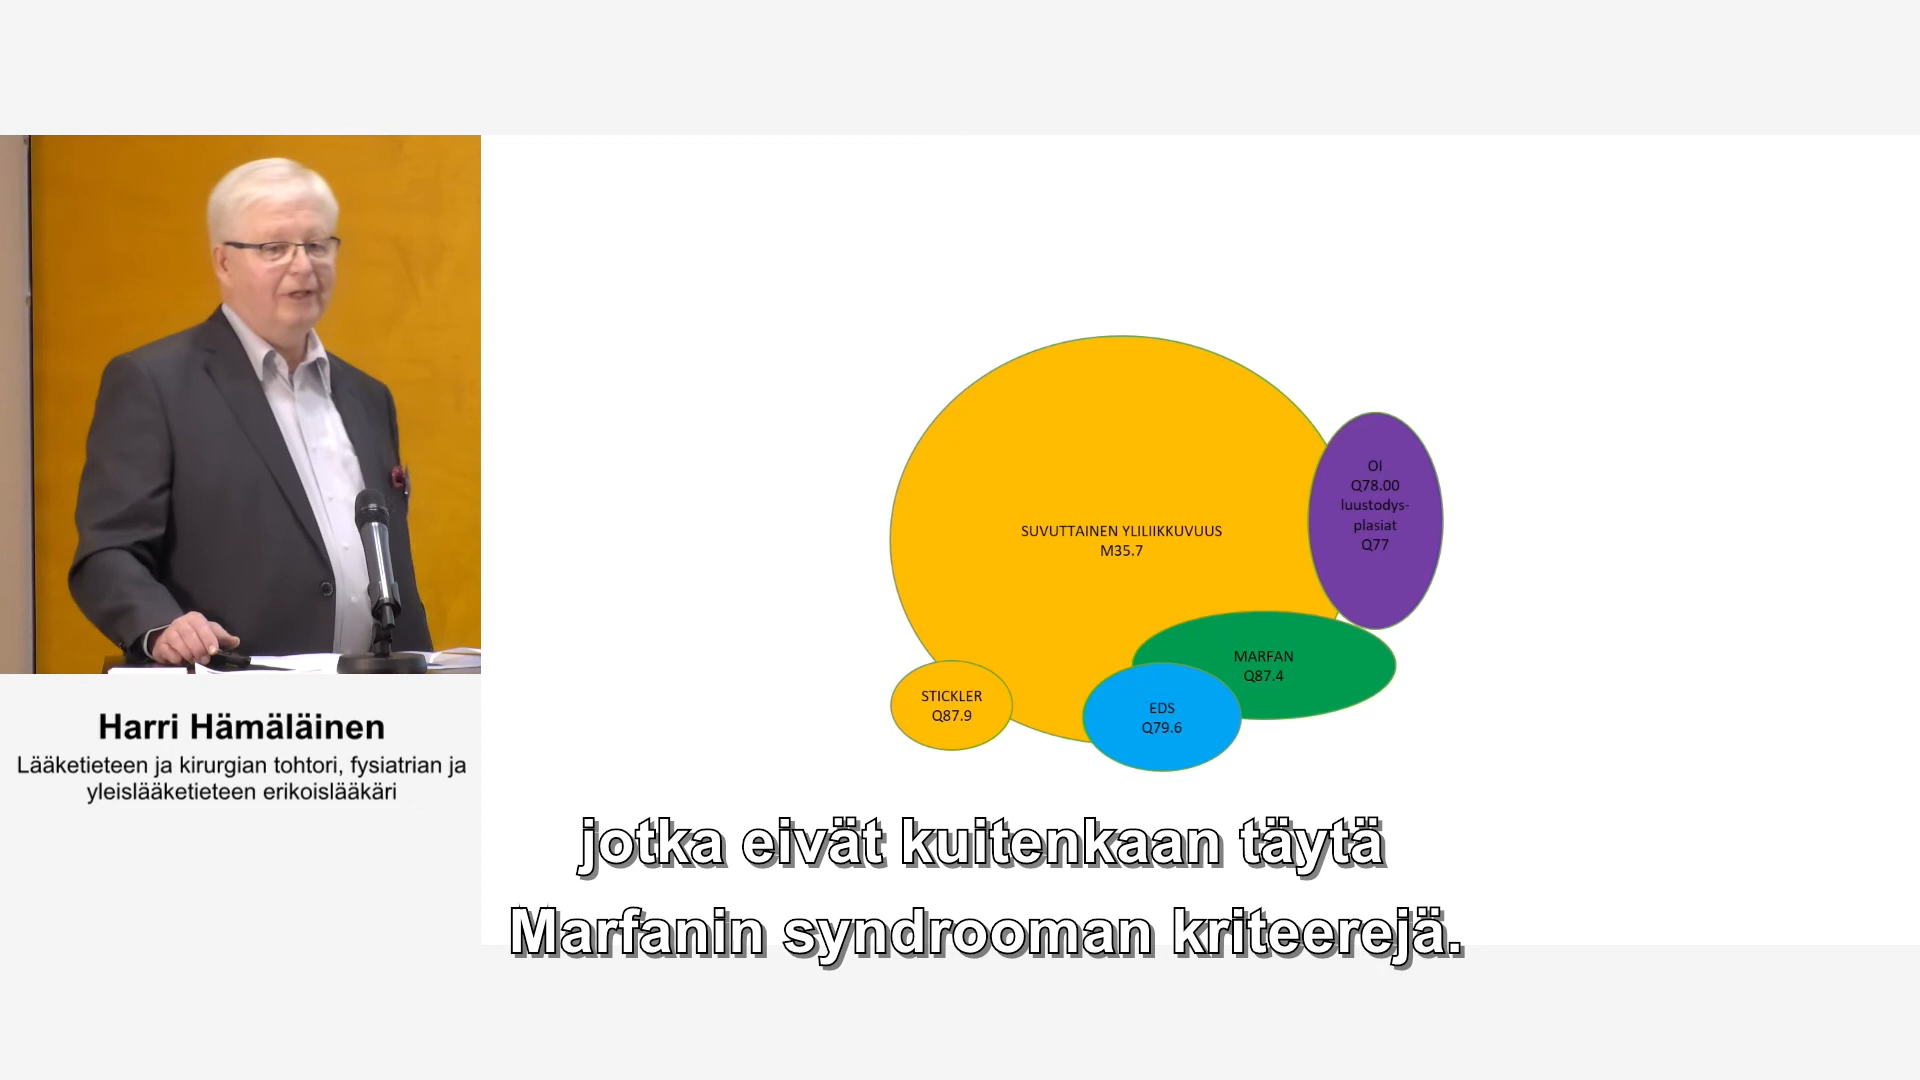 SUVUTTAINEN YLILIIKKUVUUS
M35.7
OI
Q78.00
luustodys-
plasiat
Q77
MARFAN
Q87.4
STICKLER
Q87.9
EDS
Q79.6
Harri Hämäläinen
Lääketieteen ja kirurgian tohtori, fysiatrian ja
yleislääketieteen erikoislääkäri
jotka eivät kuitenkaan täytä
Marfanin syndrooman kriteerejä.